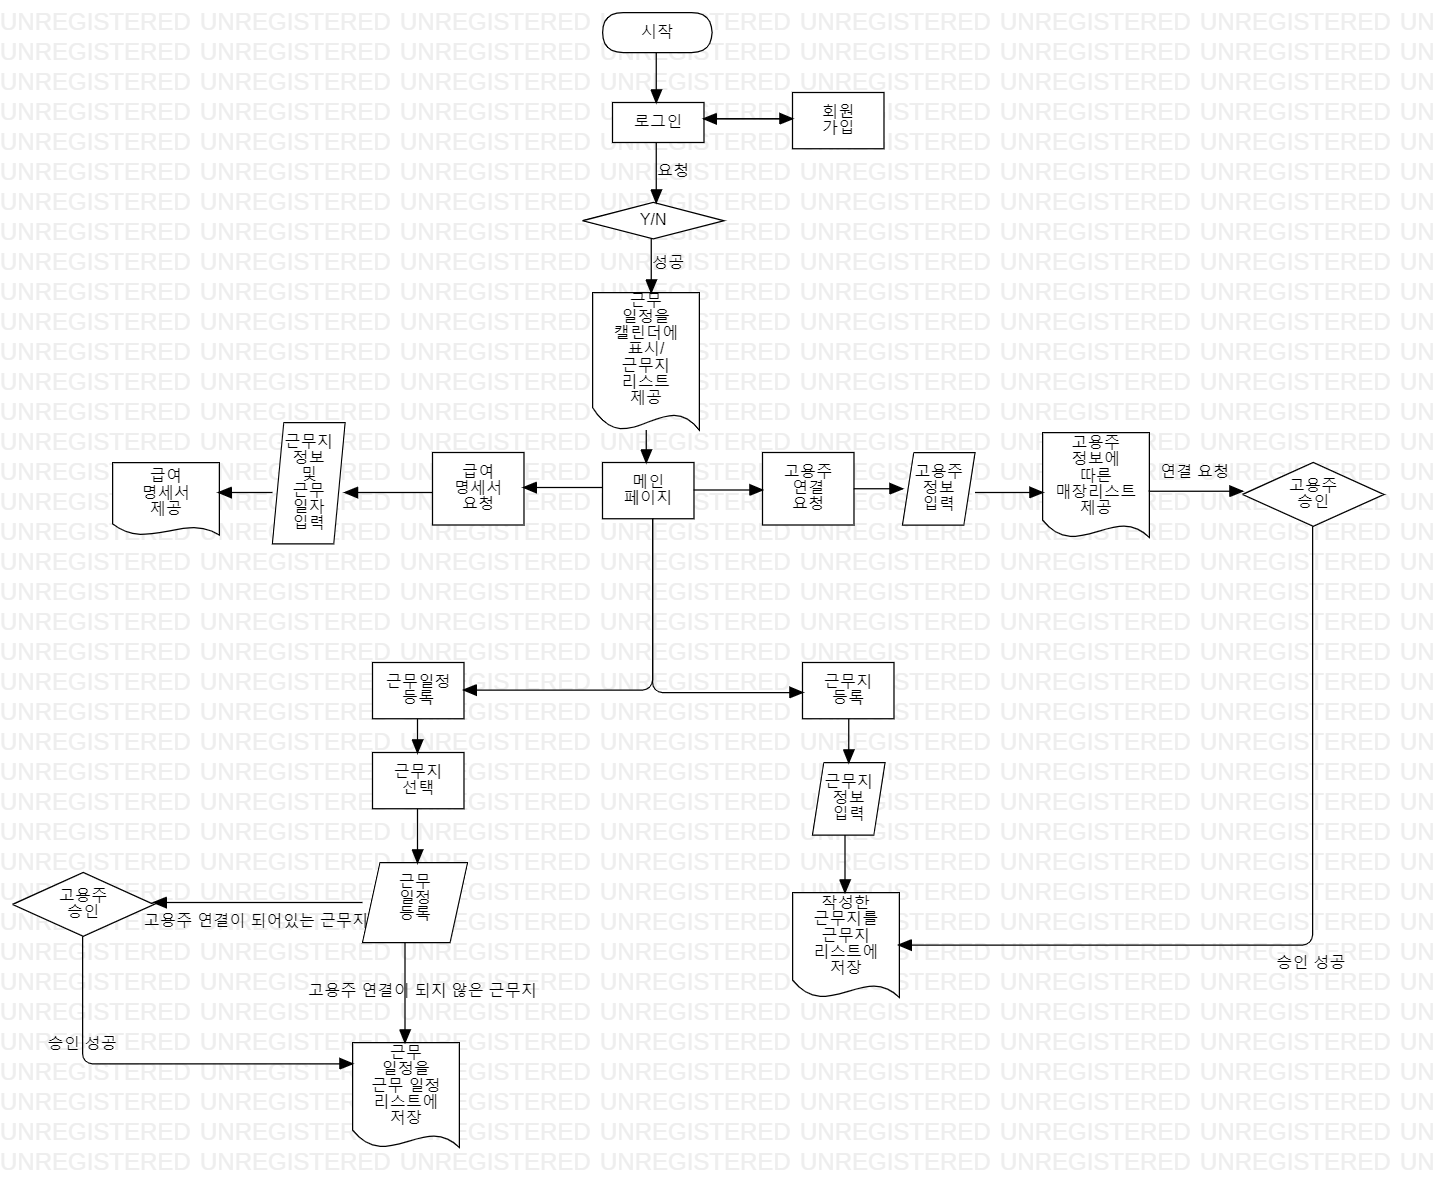 시작
로그인
회원
가입
요청
Y/N
성공
근무
일정을
캘린더에
표시/
근무지
리스트
제공
급여
명세서
제공
근무지
정보
및
근무
일자
입력
급여
명세서
요청
메인
페이지
고용주
연결
요청
고용주
정보
입력
고용주
정보에
따른
매장리스트
제공
연결 요청
고용주
승인
근무일정
등록
근무지
등록
근무지
선택
근무지
정보
입력
고용주
승인
고용주 연결이 되어있는 근무지
근무
일정
등록
작성한
근무지를
근무지
리스트에
저장
승인 성공
고용주 연결이 되지 않은 근무지
승인 성공
근무
일정을
근무 일정
리스트에
저장
UNREGISTERED